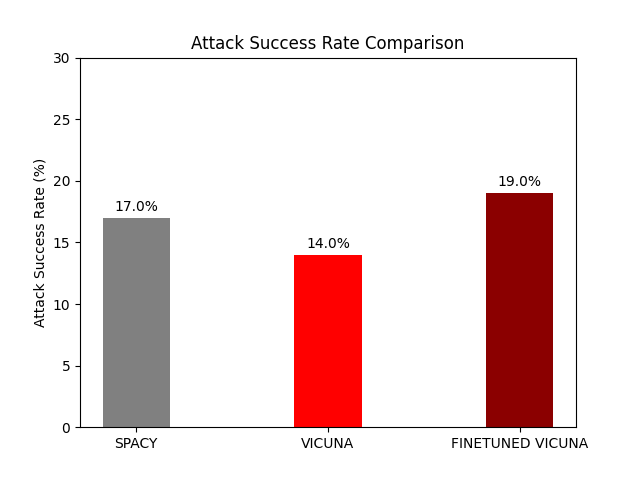 Attack Success Rate Comparison
Attack Success Rate (%)
30
25
20
15
10
5
0
17.0%
14.0%
19.0%
SPACY
VICUNA
FINETUNED VICUNA